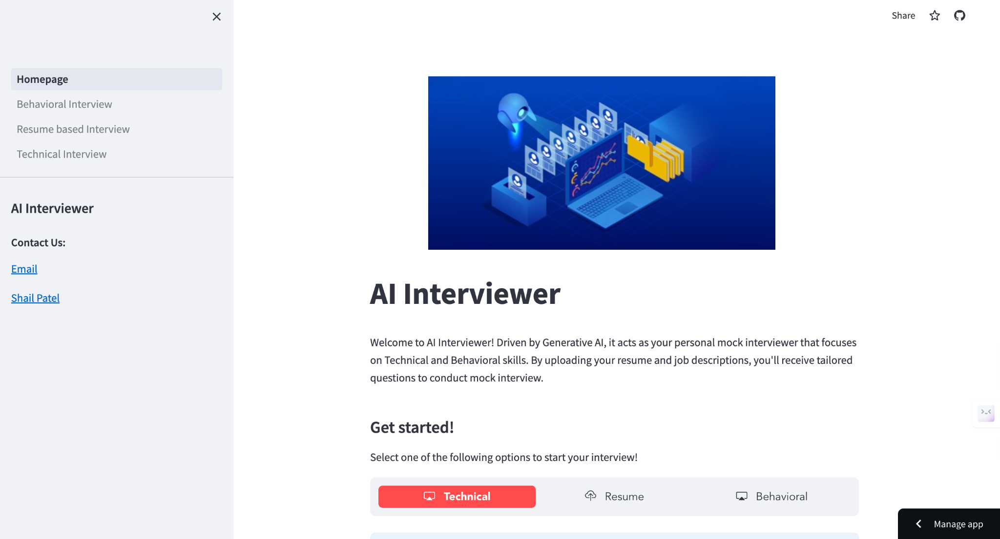 Share
Homepage
Behavioral Interview
Resume based Interview
Technical Interview
AI Interviewer
Contact Us:
Email
Shail Patel
AI Interviewer
Welcome to AI Interviewer! Driven by Generative AI, it acts as your personal mock interviewer that focuses
on Technical and Behavioral skills. By uploading your resume and job descriptions, you'll receive tailored
questions to conduct mock interview.
Get started!
Select one of the following options to start your interview!
Technical
Resume
Behavioral
Manage app